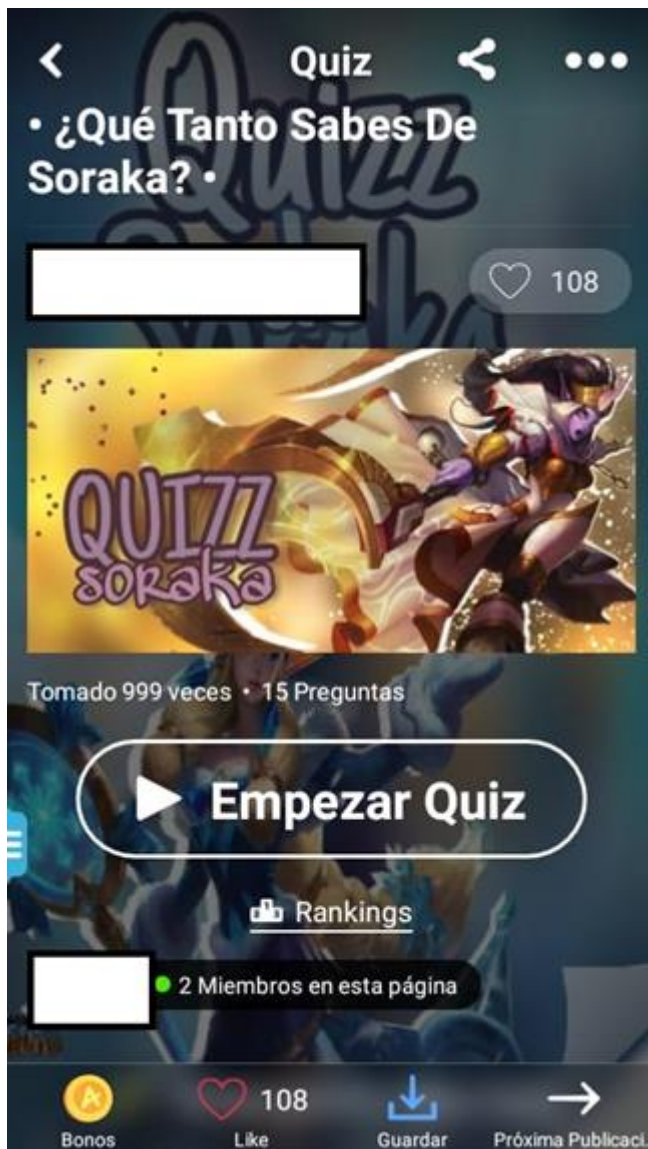 Quiz
• ¿Qué Tanto Sabes De
Soraka? •
108
QUIZZ
soraka
Tomado 999 veces • 15 Preguntas
Empezar Quiz
Rankings
2 Miembros en esta página
108
Bonos
Like
Guardar
Próxima Publicaci.